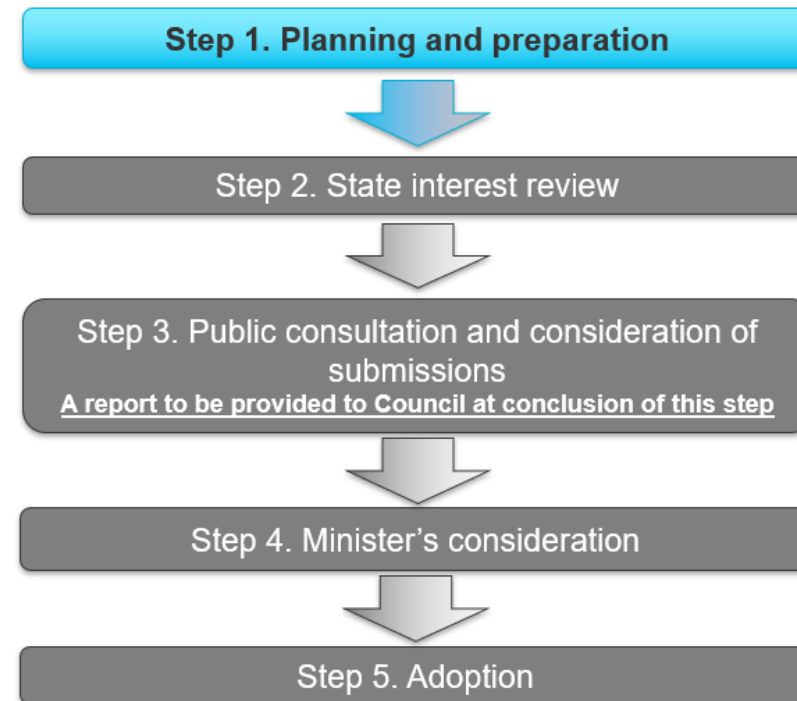 Step 1. Planning and preparation
Step 2. State interest review
Step 3. Public consultation and consideration of
submissions
A report to be provided to Council at conclusion of this step
Step 4. Minister’s consideration
Step 5. Adoption